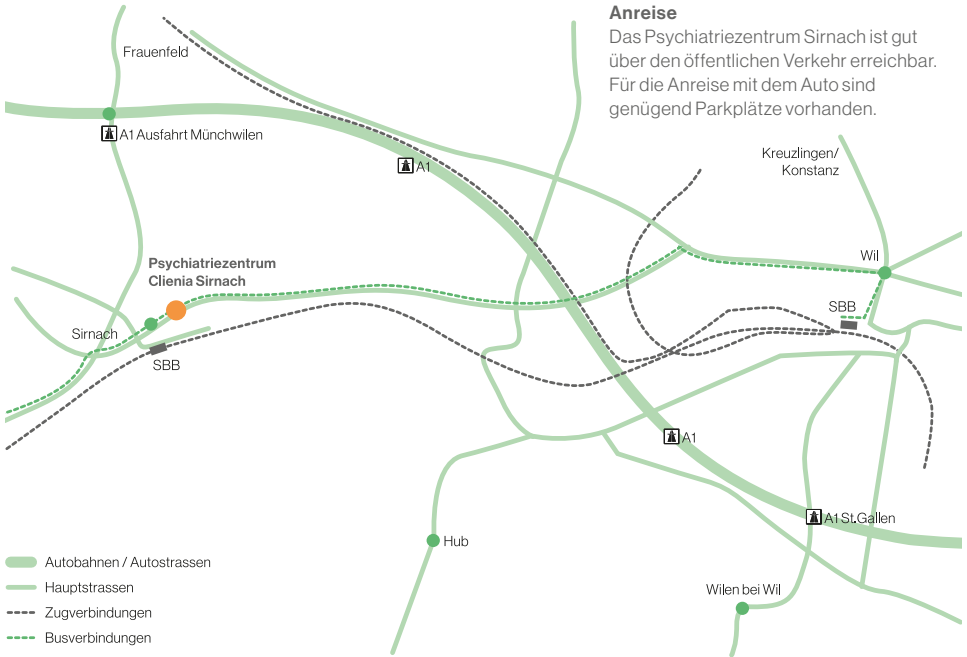 Anreise
Das Psychiatriezentrum Sirnach ist gut
über den öffentlichen Verkehr erreichbar.
Für die Anreise mit dem Auto sind
genügend Parkplätze vorhanden.
Frauenfeld
A1 Ausfahrt Münchwilen
A1
Kreuzlingen/
Konstanz
Wil
Psychiatriezentrum
Clienia Sirnach
SBB
Sirnach
SBB
A1
A1 St. Gallen
Hub
Wilen bei Wil
Autobahnen / Autostrassen
Hauptstrassen
Zugverbindungen
Busverbindungen